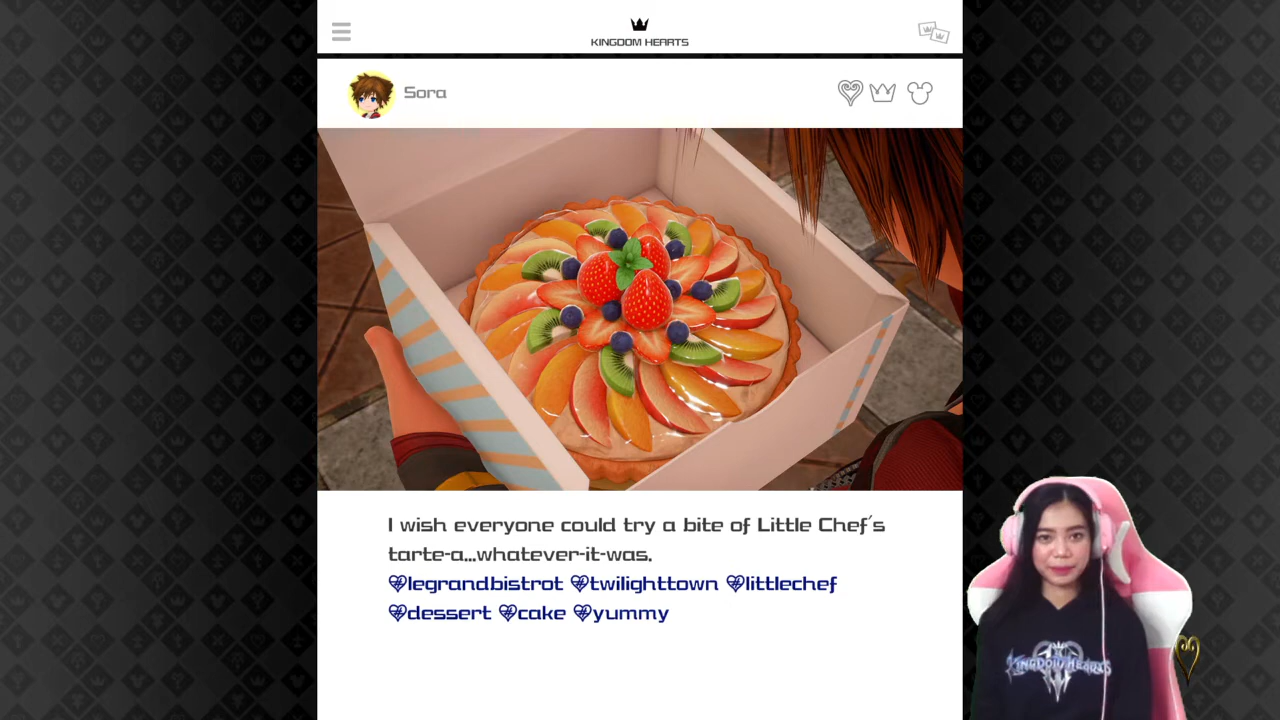 KINGDOM HEARTS
Sora
I wish everyone could try a bite of Little Chef's
tarte-a...whatever-it-was.
#legrandbistrot #twilighttown #littlechef
#dessert #cake #yummy
KINGDOM HEARTS
III